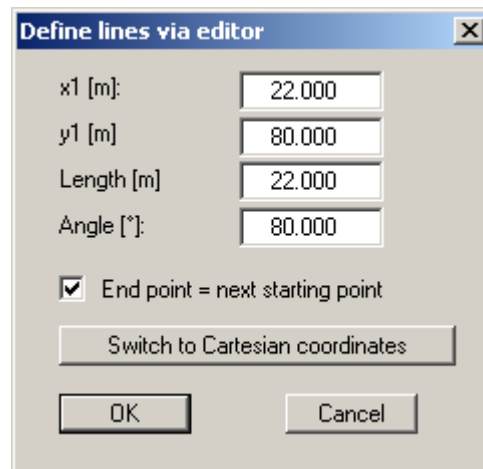 Define lines via editor
x1 [m]: 22.000
y1 [m] 80.000
Length [m] 22.000
Angle [°]: 80.000
End point = next starting point
Switch to Cartesian coordinates
OK Cancel